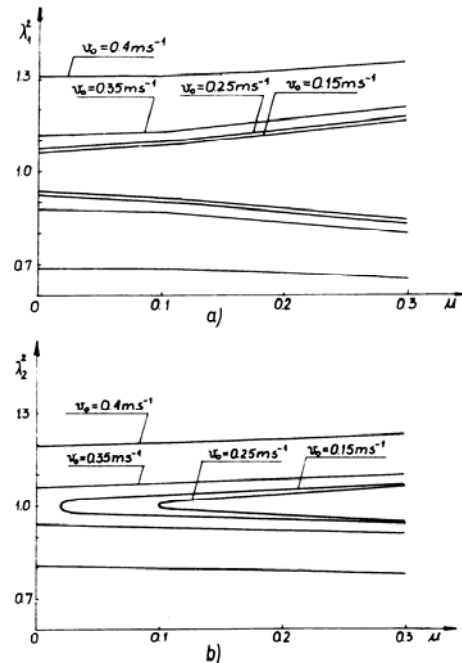 λ₁²
v₀=0.4ms⁻¹
1.3
v₀=0.35ms⁻¹ v₀=0.25ms⁻¹ v₀=0.15ms⁻¹
1.0
0.7
0 0.1 0.2 0.3 μ
a)
λ₂²
v₀=0.4ms⁻¹
1.3
v₀=0.35ms⁻¹ v₀=0.25ms⁻¹ v₀=0.15ms⁻¹
1.0
0.7
0 0.1 0.2 0.3 μ
b)